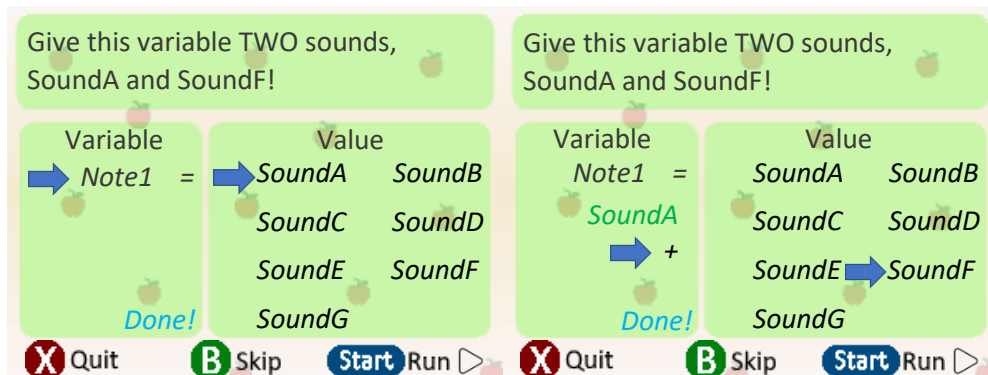 Give this variable TWO sounds,
SoundA and SoundF!
Variable
Note1 =
Done!
Value
SoundA SoundB
SoundC SoundD
SoundE SoundF
SoundG
X Quit B Skip Start Run
Give this variable TWO sounds,
SoundA and SoundF!
Variable
Note1 =
SoundA
+
Done!
Value
SoundA SoundB
SoundC SoundD
SoundE SoundF
SoundG
X Quit B Skip Start Run